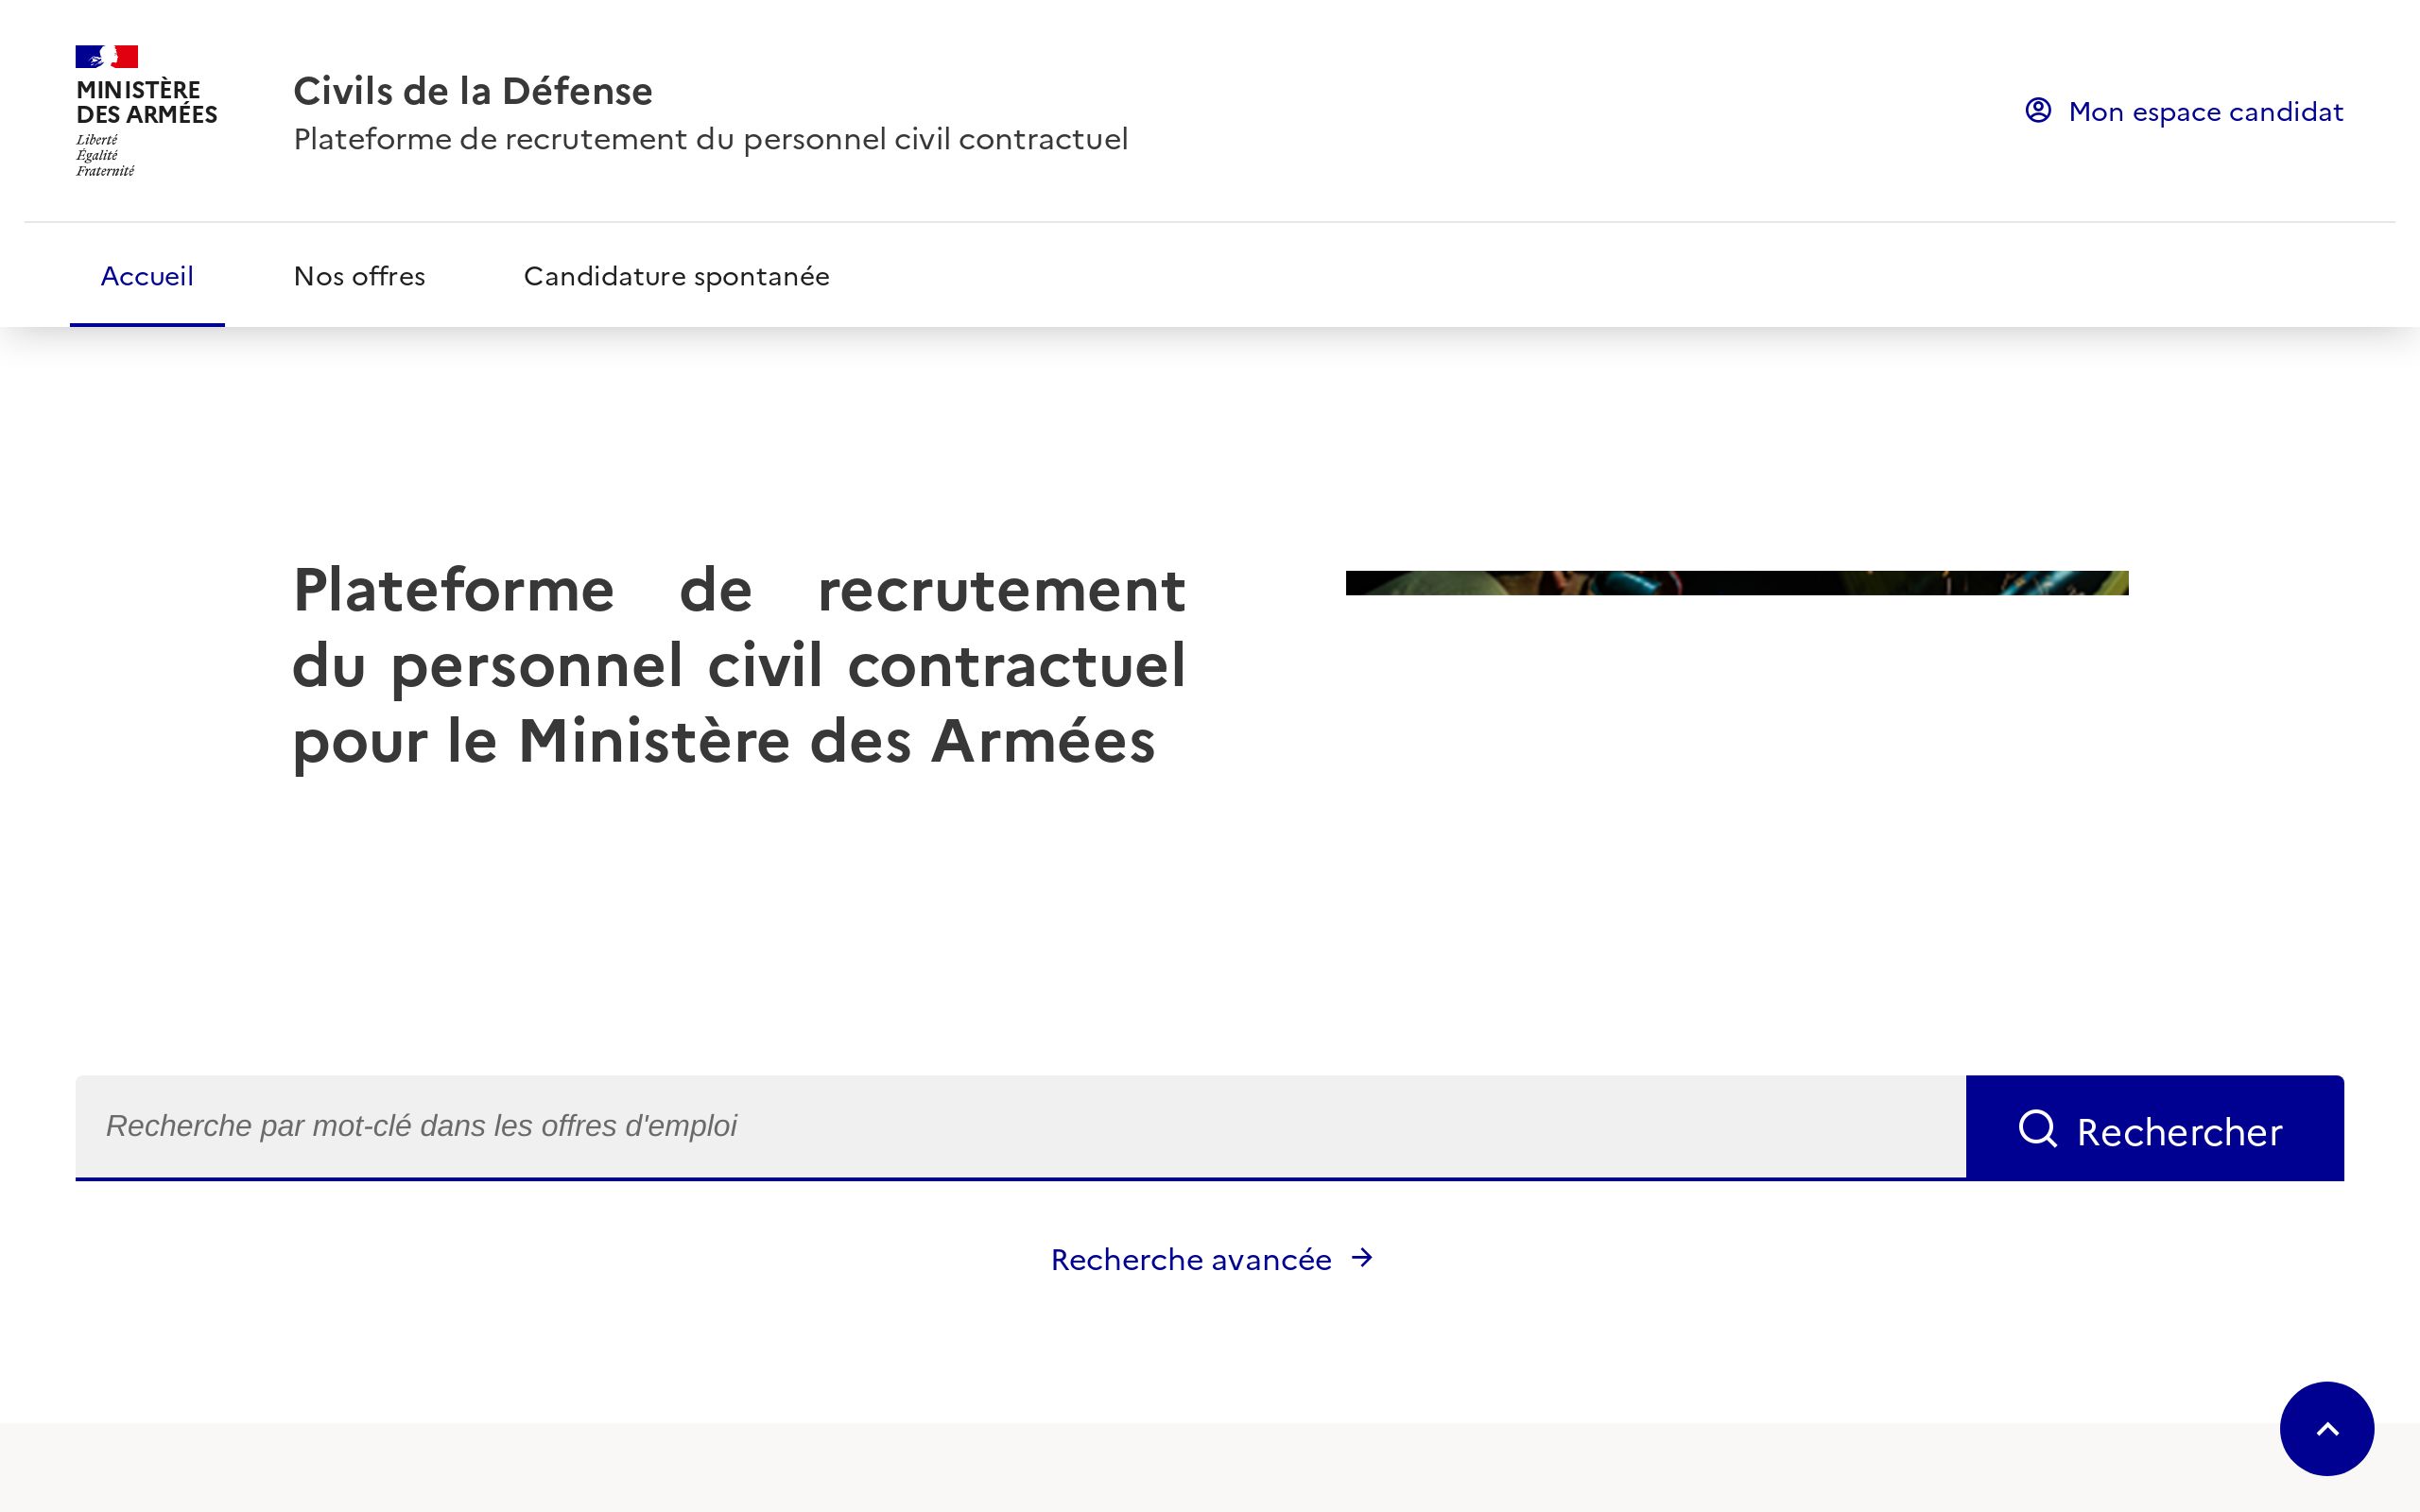 MINISTÈRE
DES ARMÉES
Liberté
Égalité
Fraternité
Civils de la Défense
Plateforme de recrutement du personnel civil contractuel
Mon espace candidat
Accueil
Nos offres
Candidature spontanée
Plateforme de recrutement
du personnel civil contractuel
pour le Ministère des Armées
Recherche par mot-clé dans les offres d'emploi
Rechercher
Recherche avancée